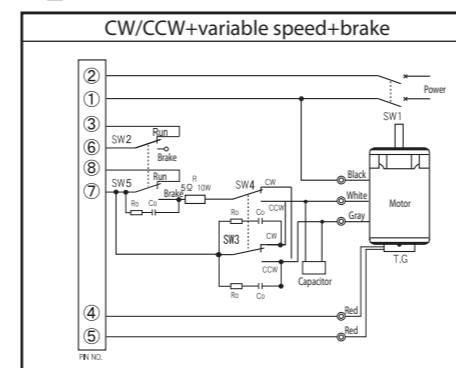 CW/CCW+variable speed+brake
②
Power
①
SW1
③
Run
SW2
⑥
Brake
⑧
Run
SW5
Brake
R
5Ω 10W
SW4
CW
⑦
CCW
Ro
Co
Ro
Co
SW3
CW
CCW
Ro
Co
Black
White
Gray
Motor
T.G
Capacitor
④
Red
⑤
Red
PIN NO.